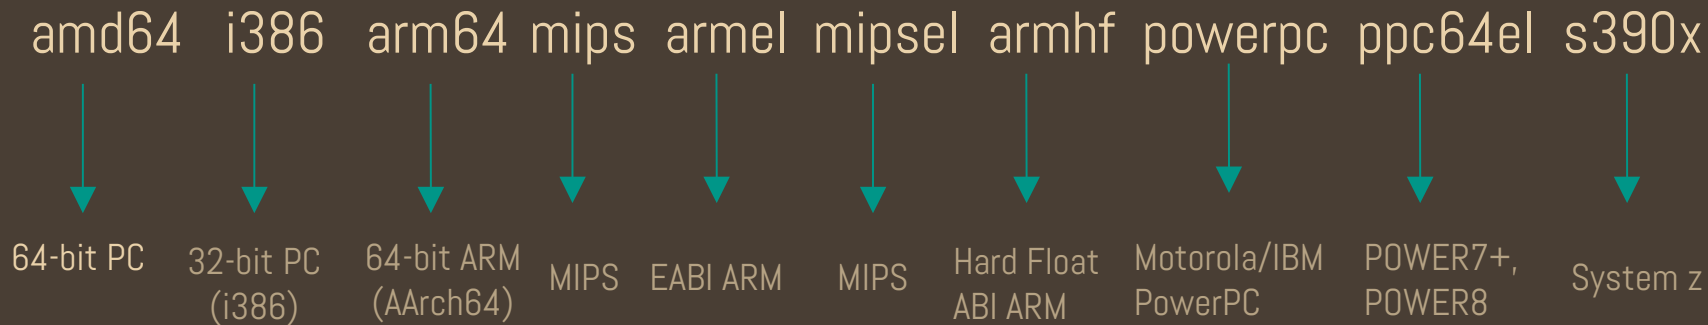 amd64 i386 arm64 mips armel mipsel armhf powerpc ppc64el s390x
64-bit PC
32-bit PC
(i386)
64-bit ARM
(AArch64)
MIPS
EABI ARM
MIPS
Hard Float
ABI ARM
Motorola/IBM
PowerPC
POWER7+,
POWER8
System z